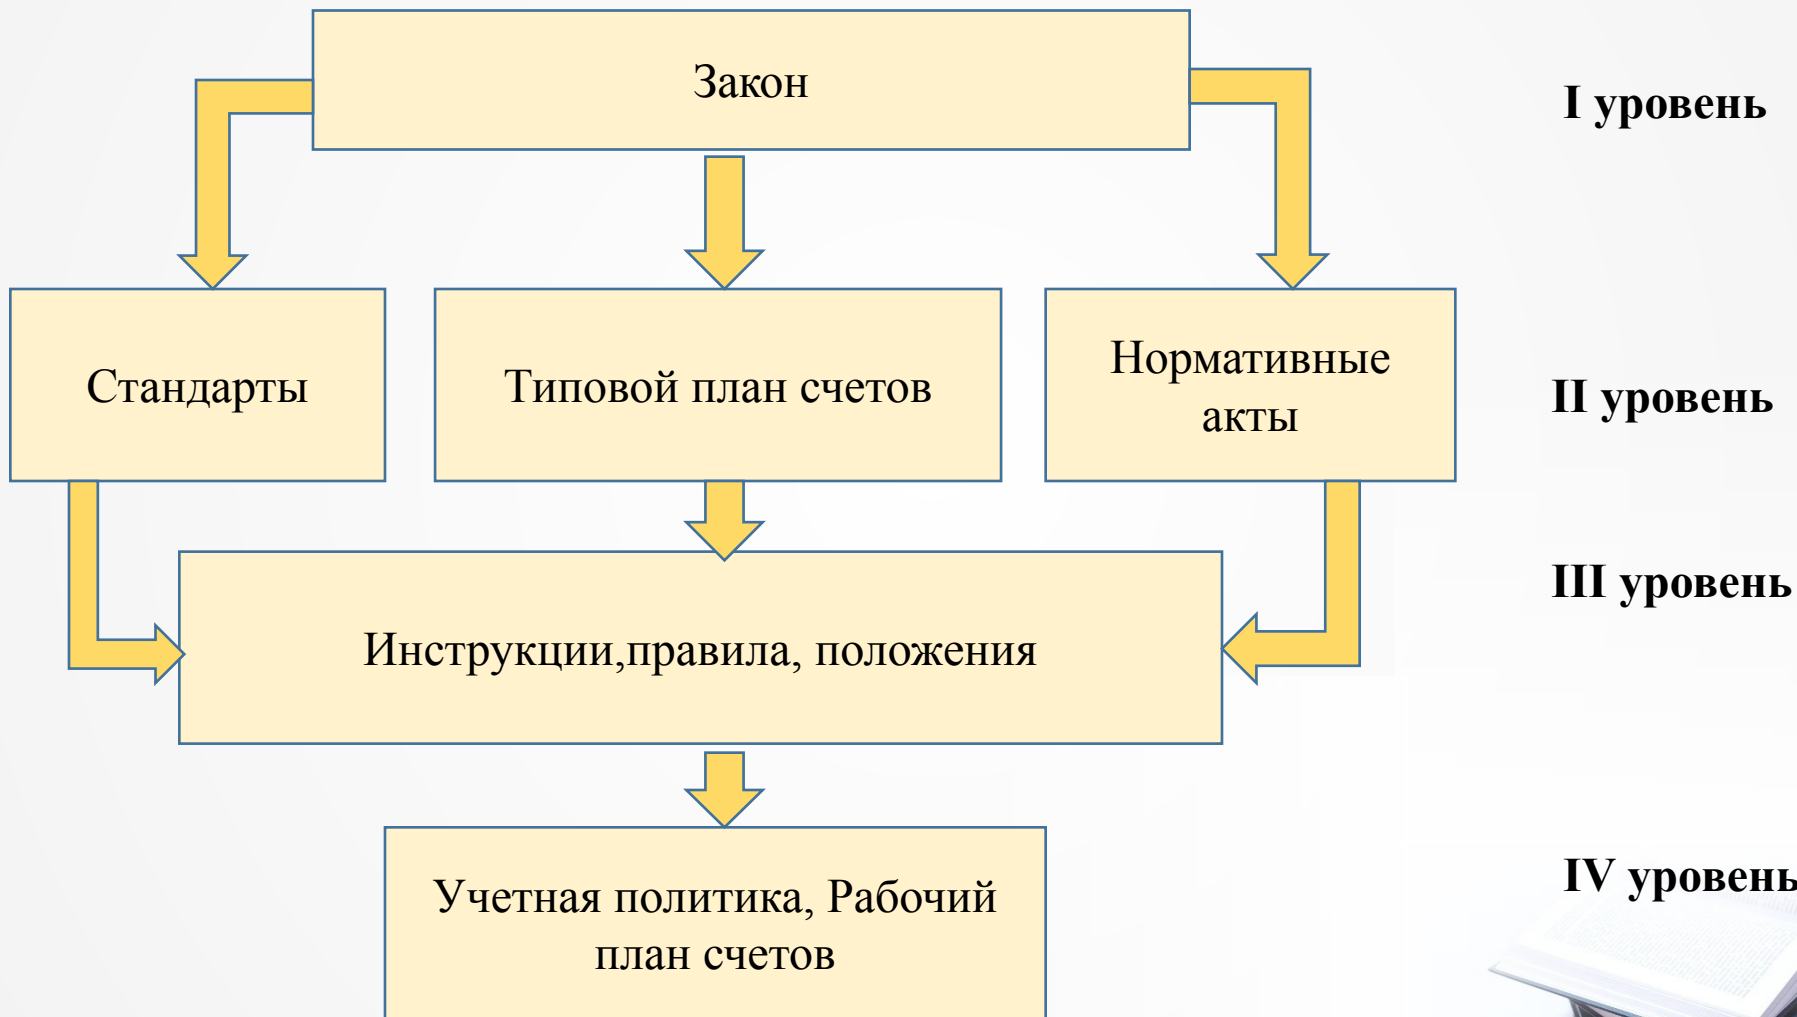 Закон
I уровень
Стандарты
Типовой план счетов
Нормативные
акты
II уровень
III уровень
Инструкции,правила, положения
Учетная политика, Рабочий
план счетов
IV уровень